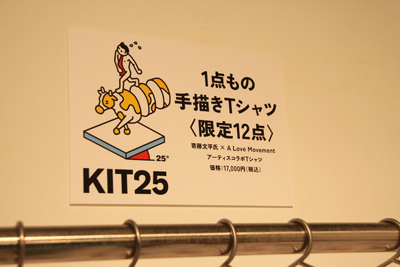 1点もの
手描きTシャツ
〈限定12点〉
寄藤文平氏 × A Love Movement
アーティスコラボTシャツ
価格：17,000円（税込）
25°
KIT25